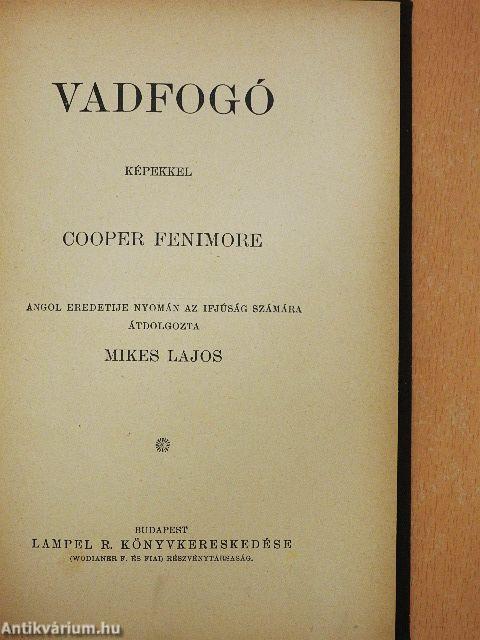 VADFOGÓ
KÉPEKKEL
COOPER FENIMORE
ANGOL EREDETIJE NYOMÁN AZ IFJÚSÁG SZÁMÁRA
ÁTDOLGOZTA
MIKES LAJOS
BUDAPEST
LAMPEL R. KÖNYVKERESKEDÉSE
(WODIANER F. ÉS FIAI) RÉSZVÉNYTÁRSASÁG.
Antikvárium.hu